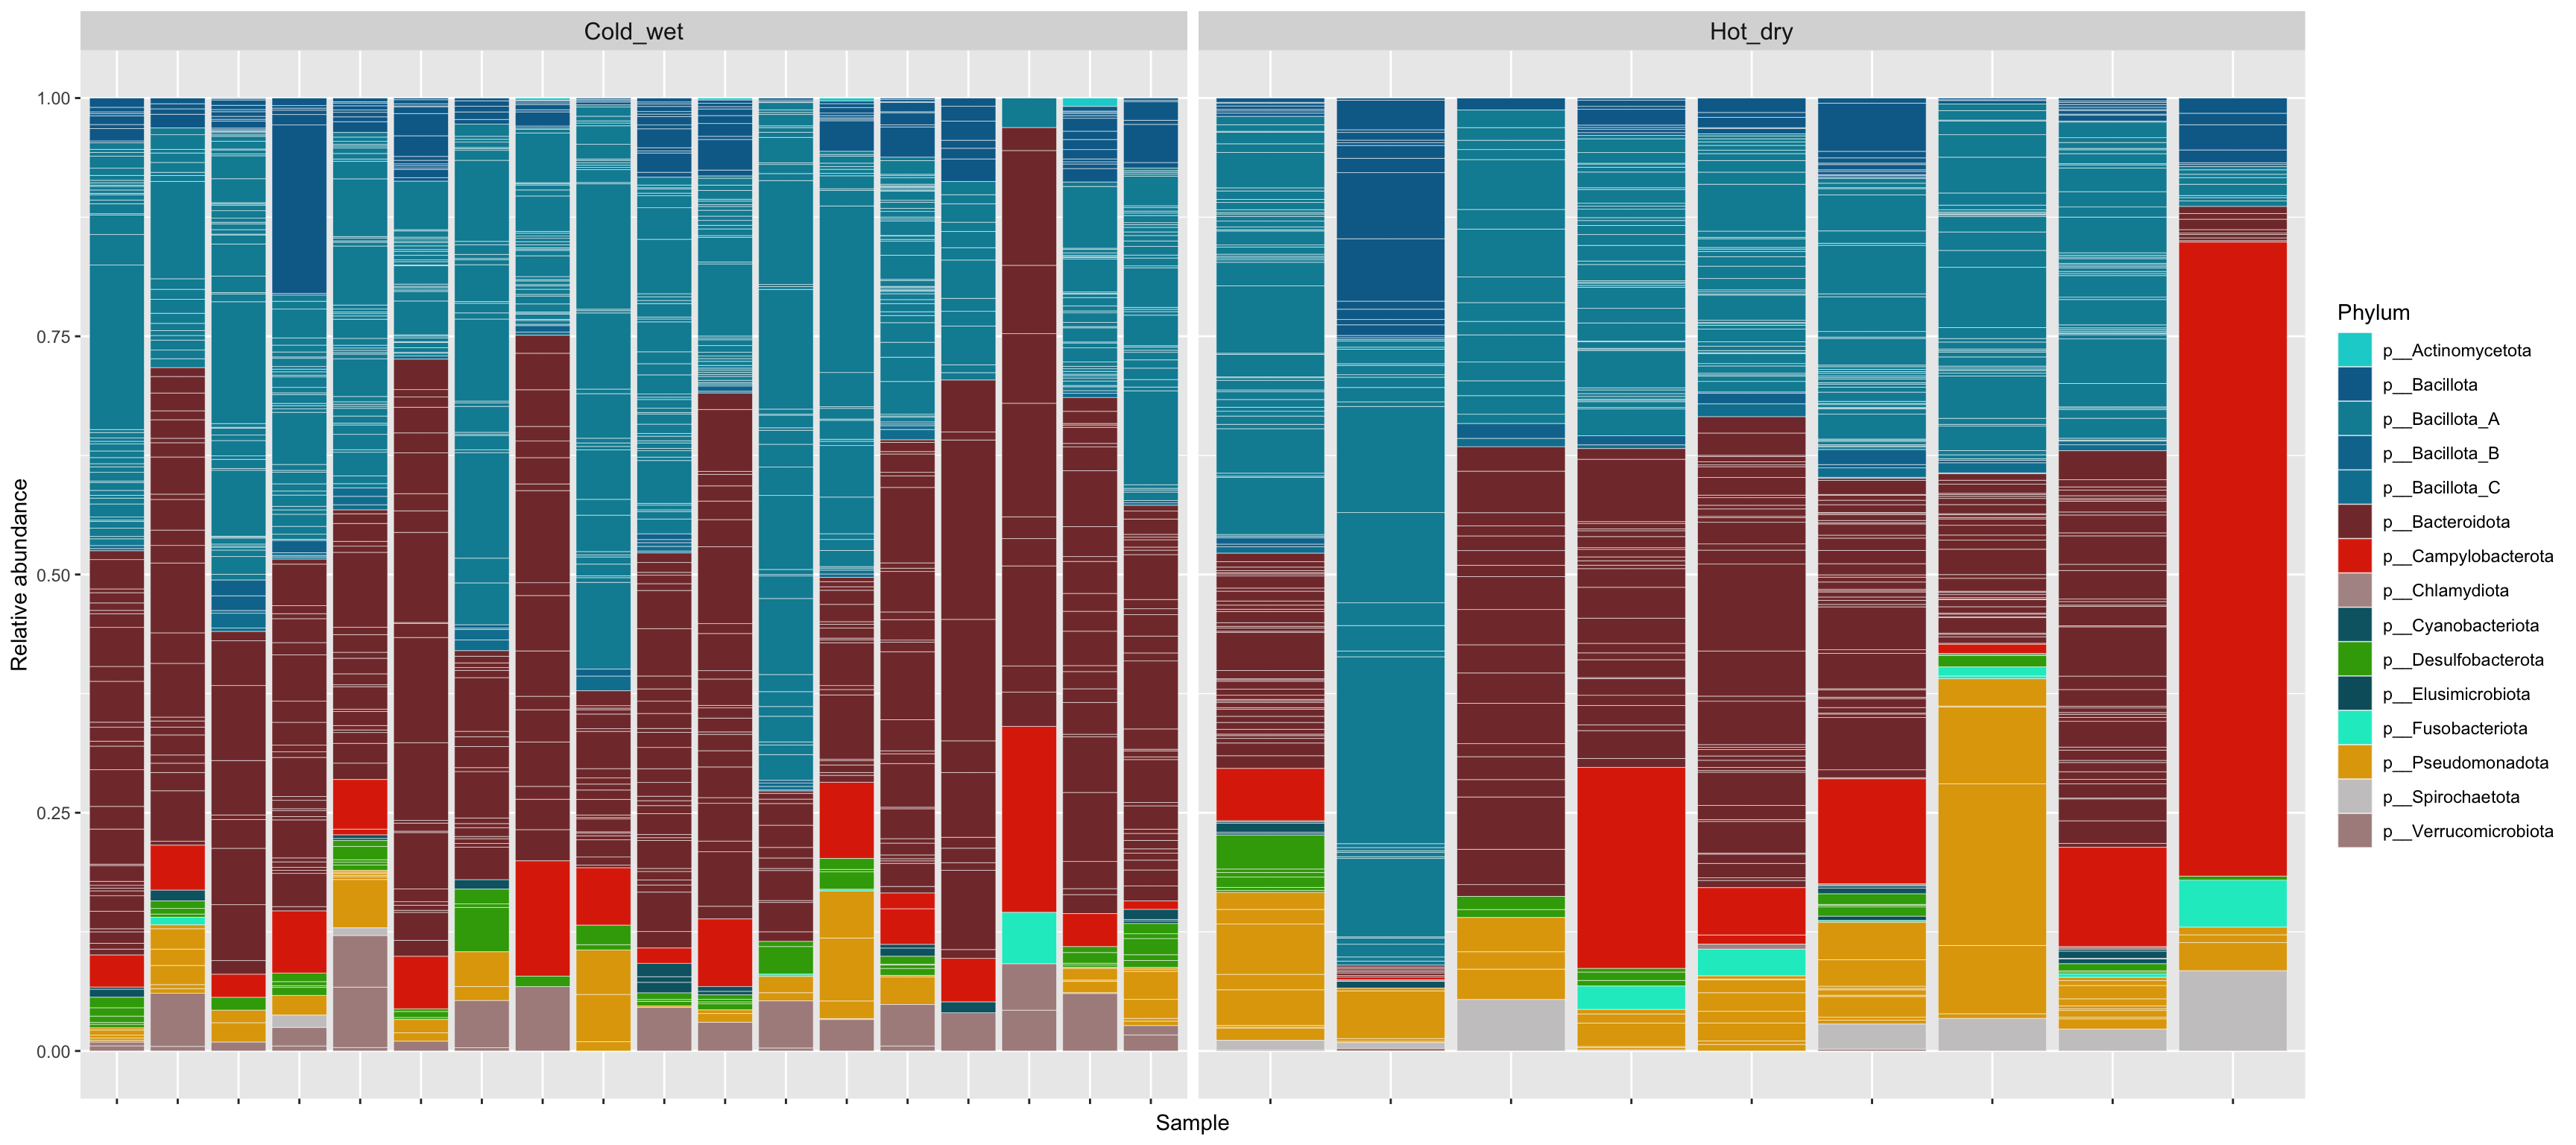 Cold_wet
Hot_dry
1.00
0.75
0.50
0.25
0.00
Relative abundance
Sample
Phylum
p__Actinomycetota
p__Bacillota
p__Bacillota_A
p__Bacillota_B
p__Bacillota_C
p__Bacteroidota
p__Campylobacterota
p__Chlamydiota
p__Cyanobacteriota
p__Desulfobacterota
p__Elusimicrobiota
p__Fusobacteriota
p__Pseudomonadota
p__Spirochaetota
p__Verrucomicrobiota